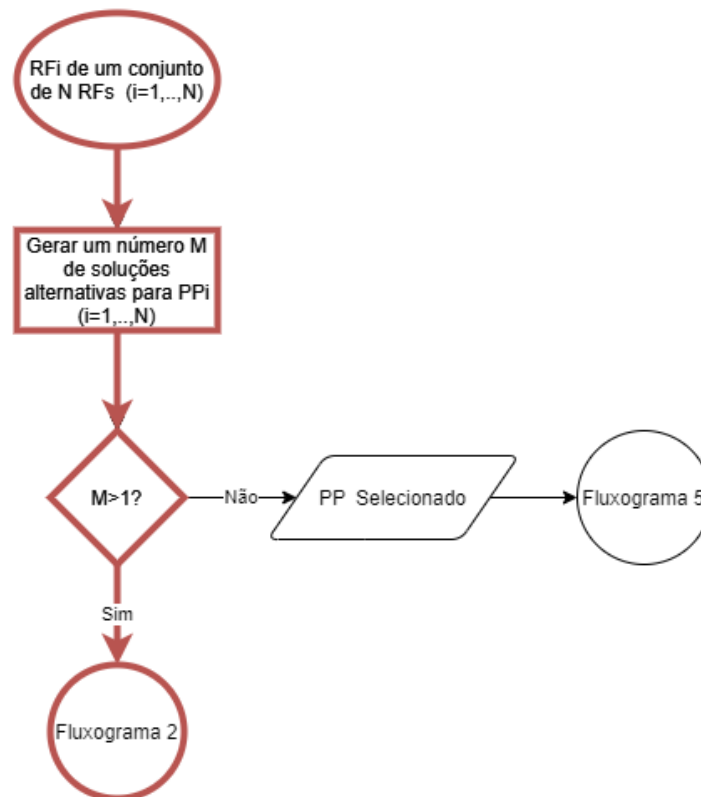 RFi de um conjunto
de N RFs (i=1,..,N)
Gerar um número M
de soluções
alternativas para PPi
(i=1,..,N)
M>1?
Não
PP Selecionado
Fluxograma 5
Sim
Fluxograma 2